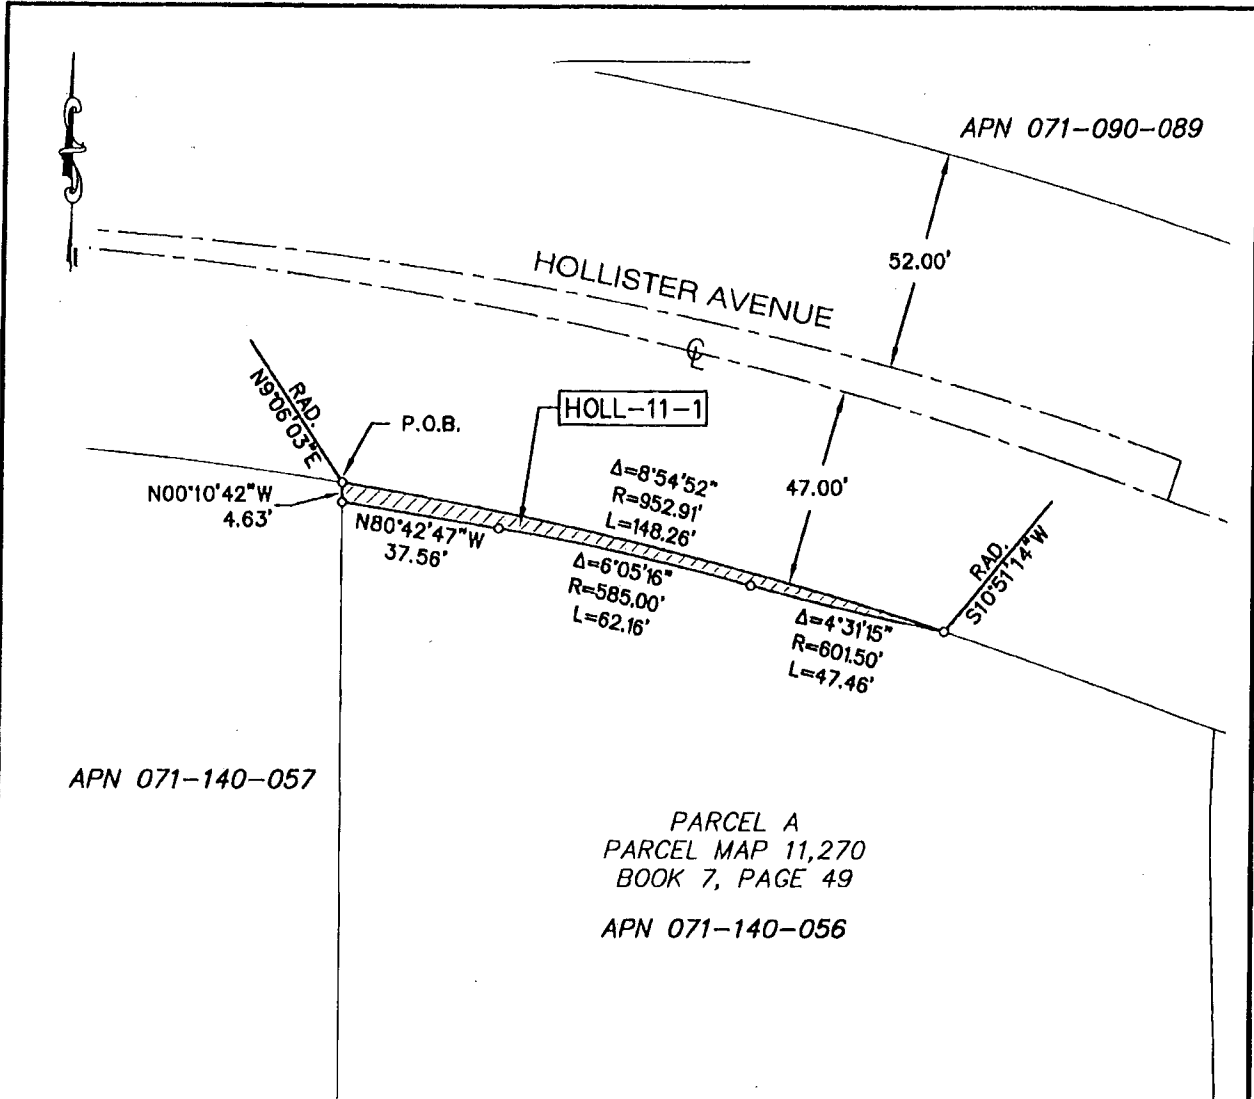 APN 071-090-089
52.00'
HOLLISTER AVENUE
℄
RAD.
N9°06'03"E
P.O.B.
HOLL-11-1
Δ=8°54'52"
R=952.91'
L=148.26'
47.00'
N00°10'42"W
4.63'
N80°42'47"W
37.56'
Δ=6°05'16"
R=585.00'
L=62.16'
RAD.
S10°51'14"W
Δ=4°31'15"
R=601.50'
L=47.46'
APN 071-140-057
PARCEL A
PARCEL MAP 11,270
BOOK 7, PAGE 49
APN 071-140-056